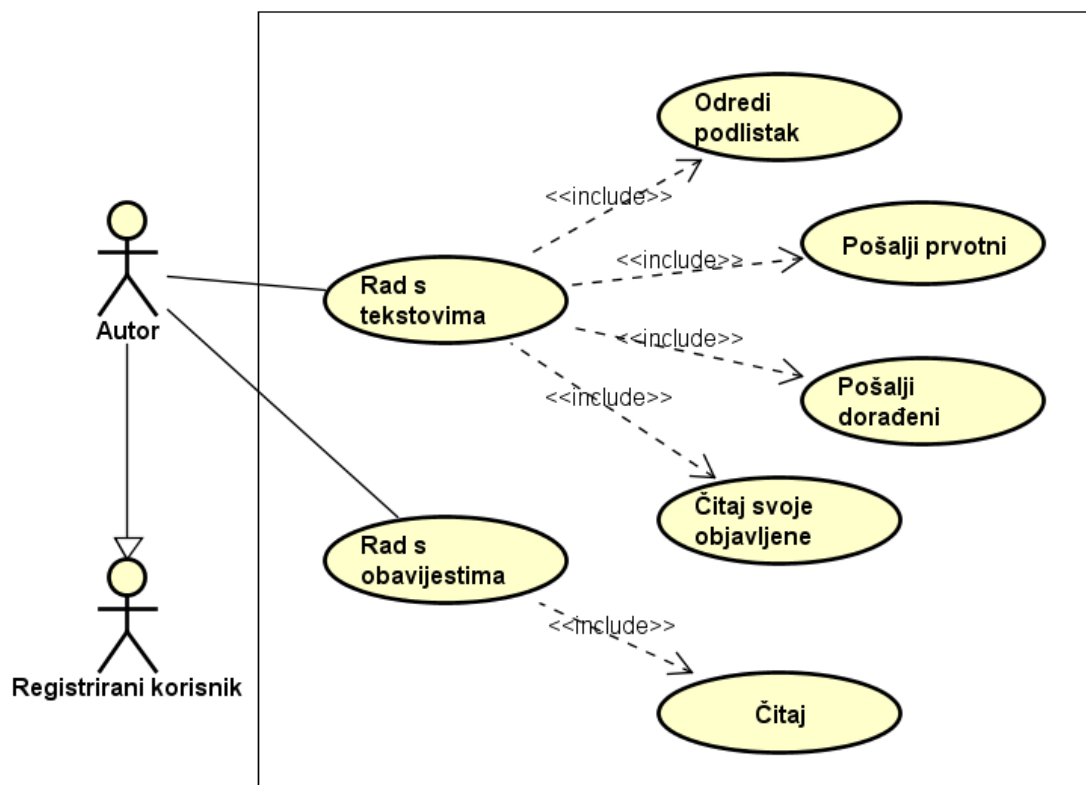 Odredi
podlistak
<<include>>
Pošalji prvotni
<<include>>
Autor
Rad s
tekstovima
<<include>>
Pošalji
dorađeni
<<include>>
Čitaj svoje
objavljene
Rad s
obavijestima
<<include>>
Registrirani korisnik
Čitaj